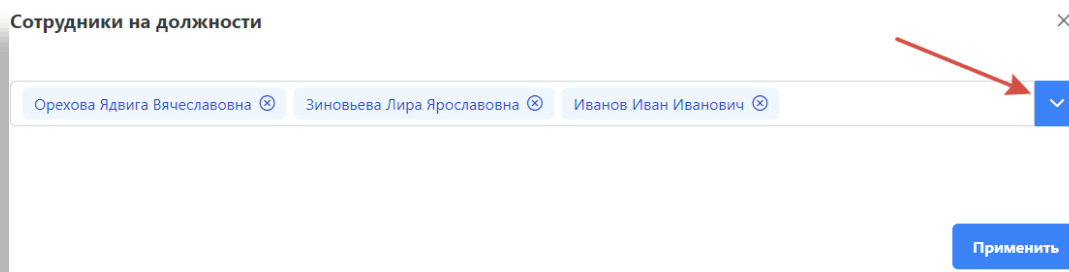 Сотрудники на должности
Орехова Ядвига Вячеславовна Зиновьева Лира Ярославовна Иванов Иван Иванович
Применить